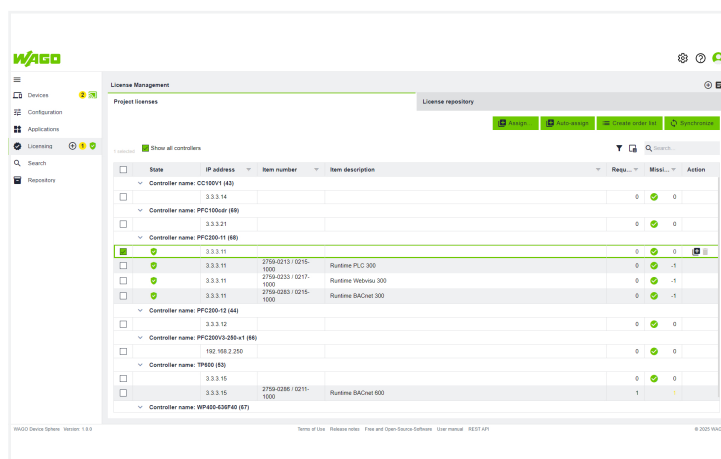 WAGO
License Management
Devices 2
Project licenses License repository
Configuration
Assign Auto-assign Create order list Synchronize
Applications
Licensing 1
1 selected Show all controllers Search...
Search
State IP address Item number Item description Requ... Missi... Action
Repository
Controller name: CC100V1 (43)
3.3.3.14 0 0
Controller name: PFC100cdr (69)
3.3.3.21 0 0
Controller name: PFC200-11 (68)
3.3.3.11 0 0
3.3.3.11 2759-0213 / 0215-1000 Runtime PLC 300 0 -1
3.3.3.11 2759-0233 / 0217-1000 Runtime Webvisu 300 0 -1
3.3.3.11 2759-0283 / 0215-1000 Runtime BACnet 300 0 -1
Controller name: PFC200-12 (44)
3.3.3.12 0 0
Controller name: PFC200V3-250-x1 (66)
192.168.2.250 0 0
Controller name: TP600 (53)
3.3.3.15 0 0
3.3.3.15 2759-0286 / 0211-1000 Runtime BACnet 600 1 1
Controller name: WP400-636F40 (67)
WAGO Device Sphere Version 1.9.0 Terms of Use Release notes Free and Open-Source-Software User manual REST API © 2025 WAG